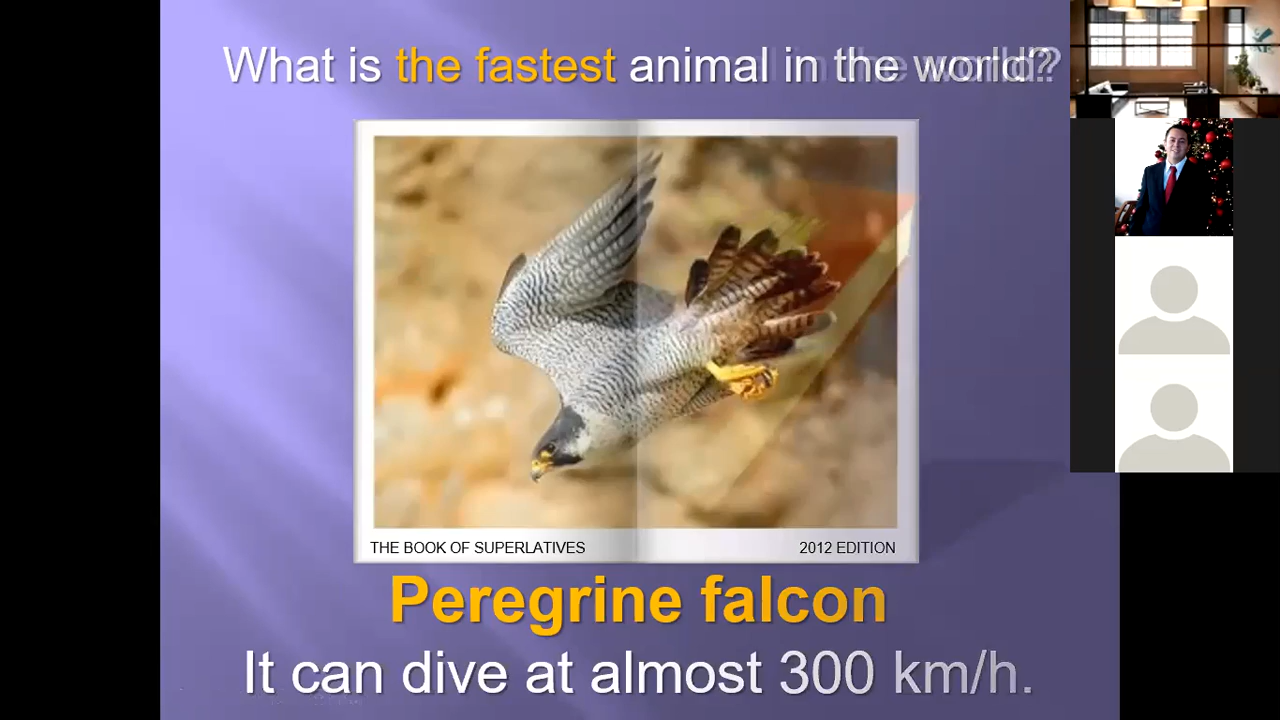 What is the fastest animal in the world?
THE BOOK OF SUPERLATIVES
2012 EDITION
Peregrine falcon
It can dive at almost 300 km/h.